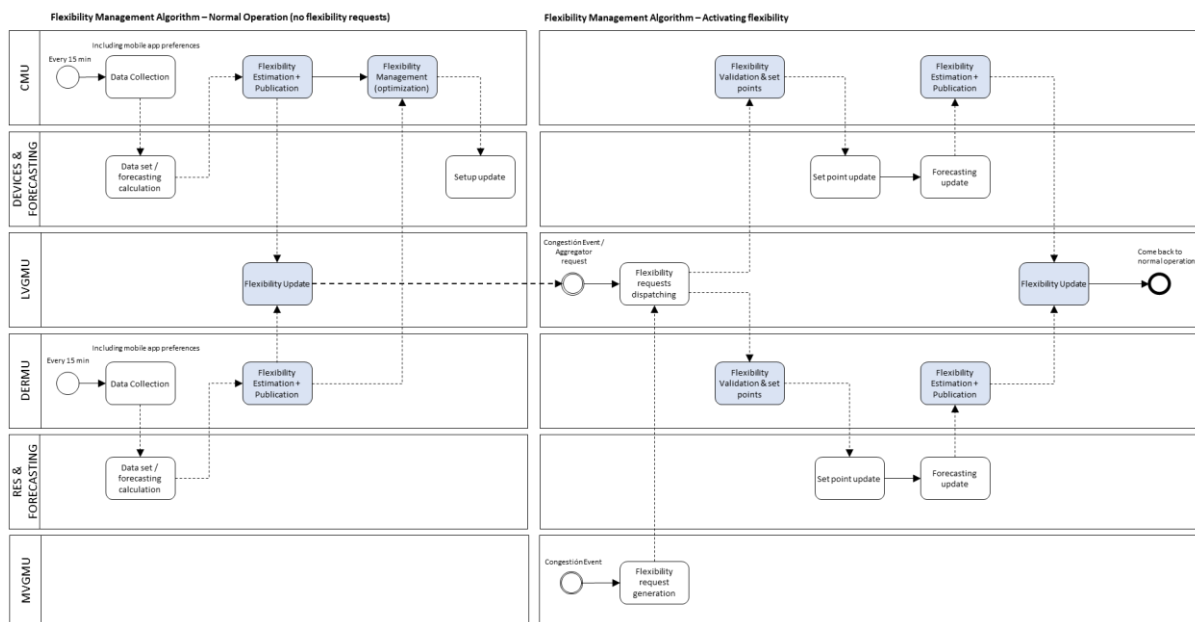 Flexibility Management Algorithm – Normal Operation (no flexibility requests)
CMU
Every 15 min
Including mobile app preferences
Data Collection
Flexibility
Estimation +
Publication
Flexibility
Management
(optimization)
DEVICES &
FORECASTING
Data set /
forecasting
calculation
Setup update
LVGMU
Flexibility Update
DERMU
Every 15 min
Including mobile app preferences
Data Collection
Flexibility
Estimation +
Publication
RES &
FORECASTING
Data set /
forecasting
calculation
MVGMU
Flexibility Management Algorithm – Activating flexibility
Flexibility
Validation & set
points
Flexibility
Estimation +
Publication
Set point update
Forecasting
update
Congestión Event /
Aggregator
request
Flexibility
requests
dispatching
Flexibility Update
Come back to
normal operation
Flexibility
Validation & set
points
Flexibility
Estimation +
Publication
Set point update
Forecasting
update
Congestión Event
Flexibility
request
generation